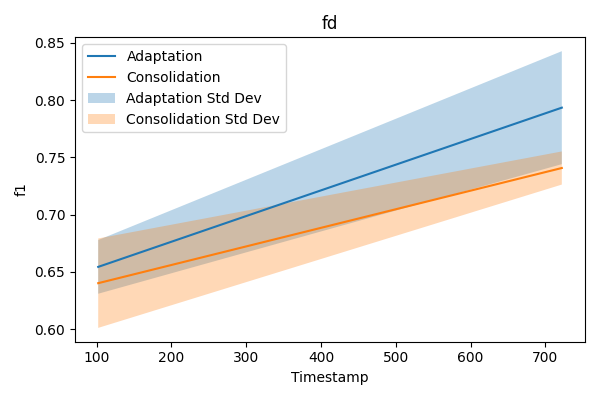 fd
0.85
0.80
0.75
0.70
0.65
0.60
f1
Adaptation
Consolidation
Adaptation Std Dev
Consolidation Std Dev
100
200
300
400
500
600
700
Timestamp